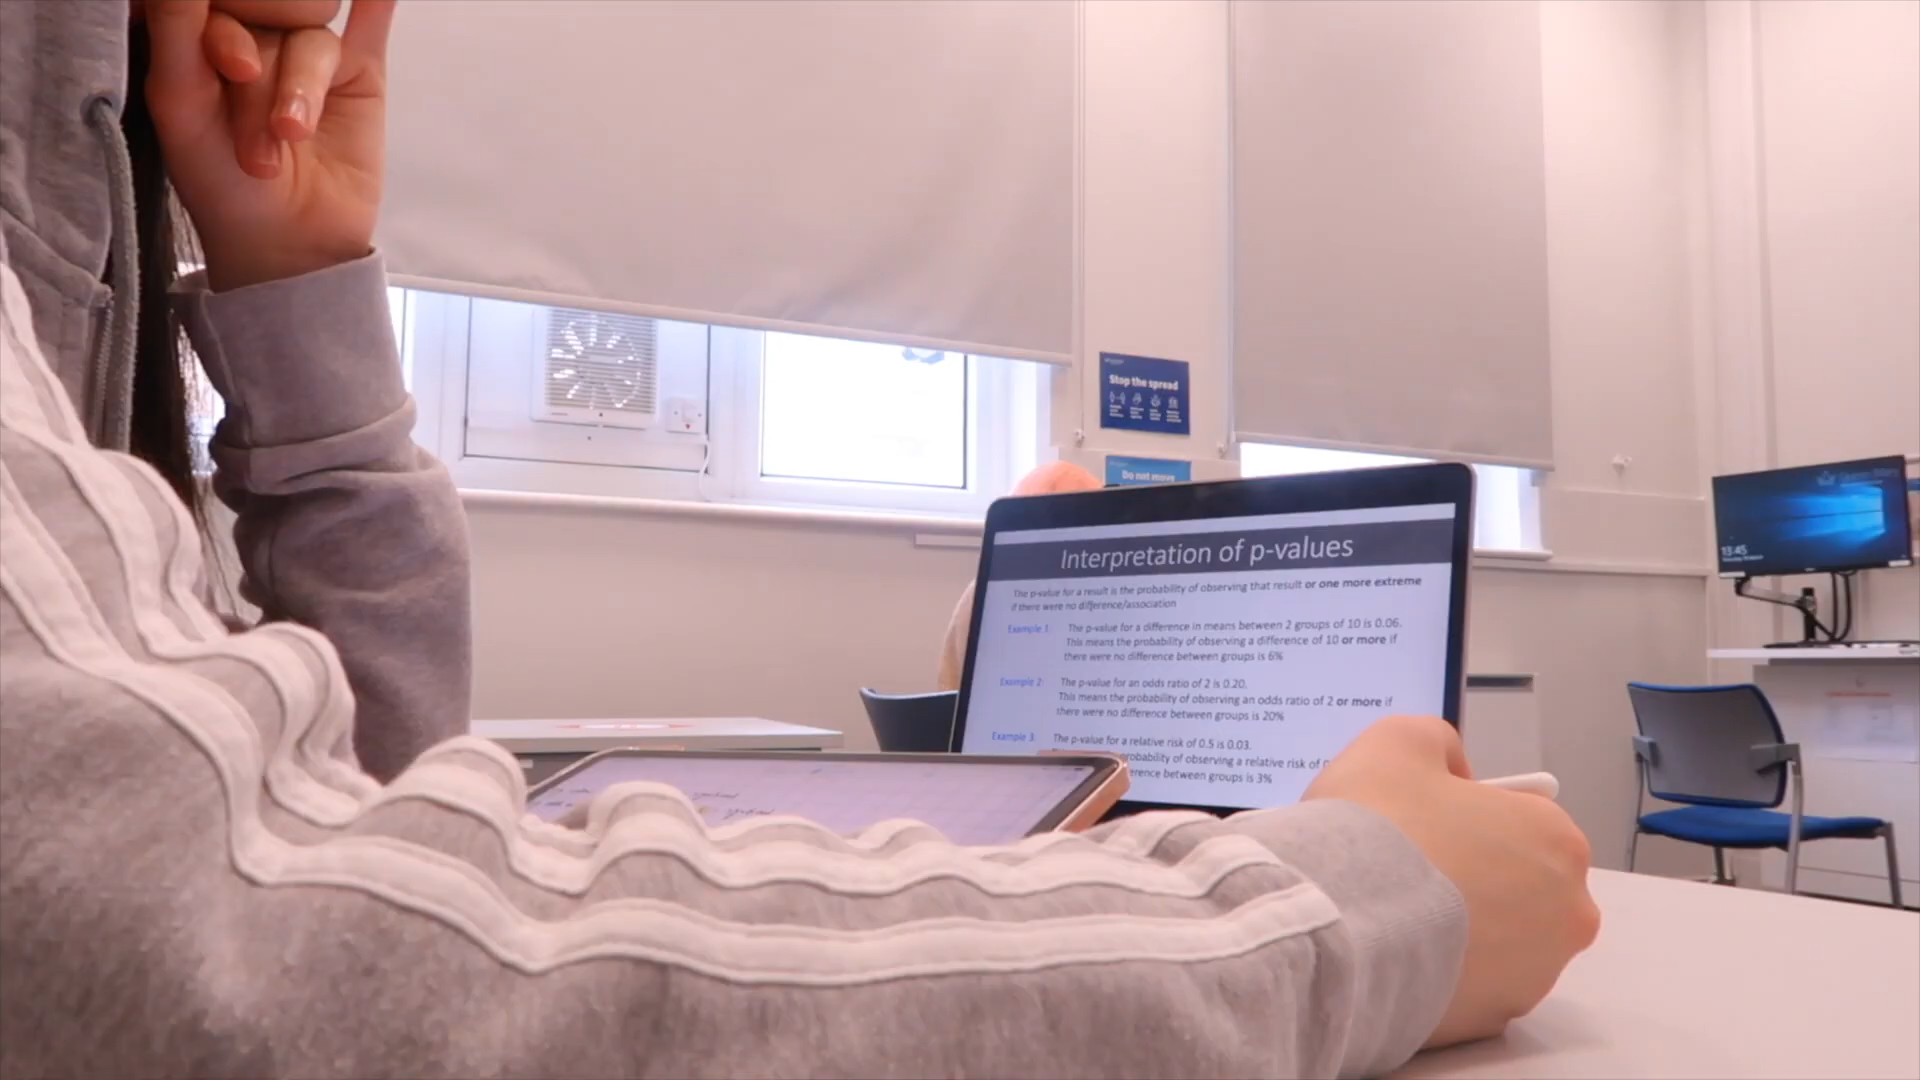 Stop the spread
Do not move
Interpretation of p-values
The p-value for a result is the probability of observing that result or one more extreme
if there were no difference/association
Example 1: The p-value for a difference in means between 2 groups of 10 is 0.06.
This means the probability of observing a difference of 10 or more if
there were no difference between groups is 6%
Example 2: The p-value for an odds ratio of 2 is 0.20.
This means the probability of observing an odds ratio of 2 or more if
there were no difference between groups is 20%
Example 3: The p-value for a relative risk of 0.5 is 0.03.
probability of observing a relative risk of
between groups is 3%
13:45